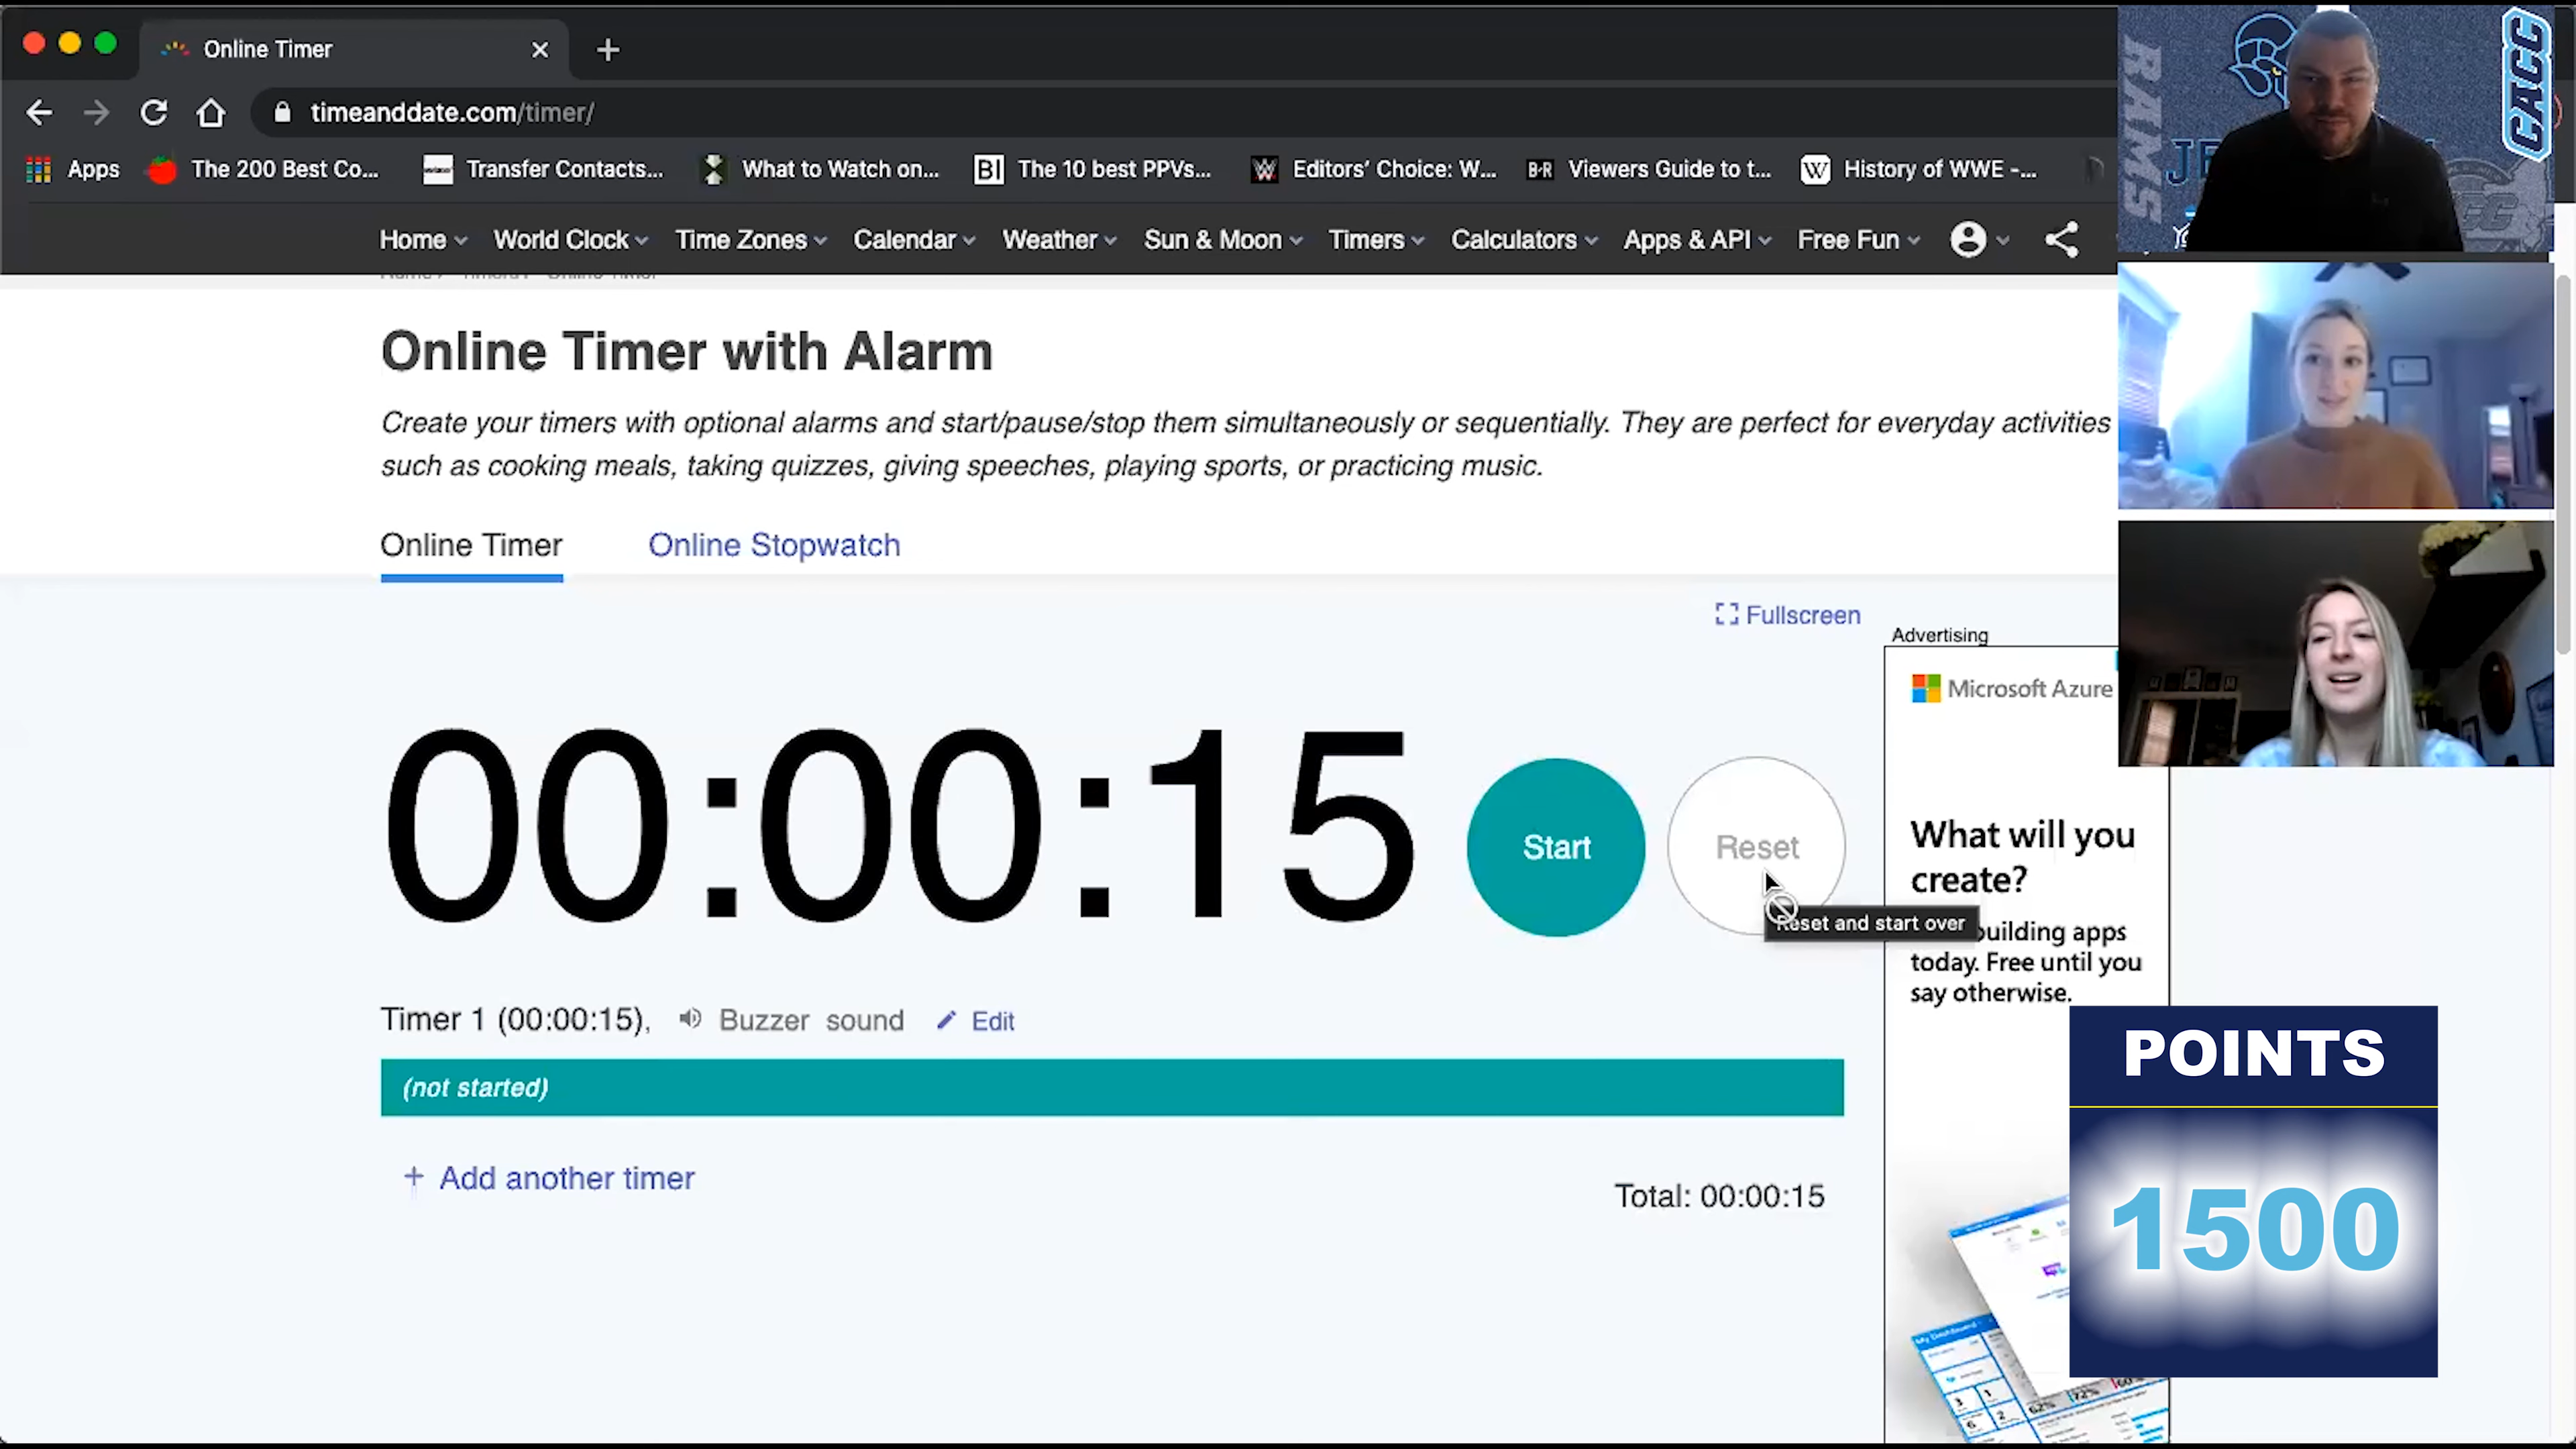 Online Timer
timeanddate.com/timer/
Apps
The 200 Best Co...
Transfer Contacts...
What to Watch on...
BI The 10 best PPVs...
Editors' Choice: W...
B·R Viewers Guide to t...
W History of WWE -...
Home
World Clock
Time Zones
Calendar
Weather
Sun & Moon
Timers
Calculators
Apps & API
Free Fun
RAMS
CACC
Online Timer with Alarm
Create your timers with optional alarms and start/pause/stop them simultaneously or sequentially. They are perfect for everyday activities
such as cooking meals, taking quizzes, giving speeches, playing sports, or practicing music.
Online Timer
Online Stopwatch
Fullscreen
Advertising
Microsoft Azure
00:00:15
Start
Reset
Reset and start over
What will you
create?
building apps
today. Free until you
say otherwise.
Timer 1 (00:00:15),
Buzzer sound
Edit
(not started)
+ Add another timer
Total: 00:00:15
POINTS
1500